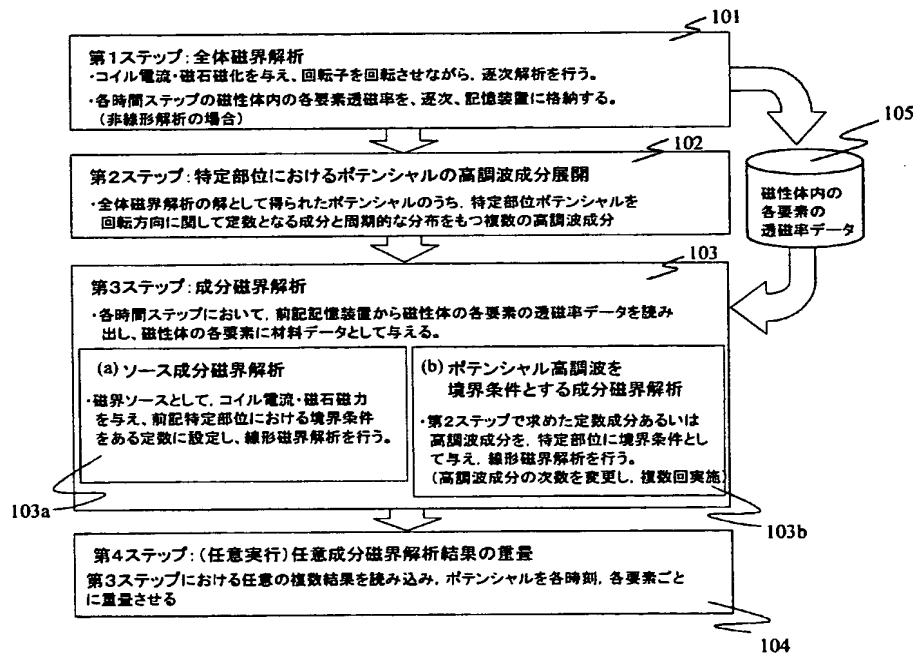 101
第1ステップ:全体磁界解析
・コイル電流・磁石磁化を与え、回転子を回転させながら、逐次解析を行う。
・各時間ステップの磁性体内の各要素透磁率を、逐次、記憶装置に格納する。
(非線形解析の場合)
105
磁性体内の
各要素の
透磁率データ
102
第2ステップ:特定部位におけるポテンシャルの高調波成分展開
・全体磁界解析の解として得られたポテンシャルのうち,特定部位ポテンシャルを
回転方向に関して定数となる成分と周期的な分布をもつ複数の高調波成分
103
第3ステップ:成分磁界解析
・各時間ステップにおいて,前記記憶装置から磁性体の各要素の透磁率データを読み
出し、磁性体の各要素に材料データとして与える。
(a)ソース成分磁界解析
・磁界ソースとして,コイル電流・磁石磁力
を与え、前記特定部位における境界条件
をある定数に設定し、線形磁界解析を行う。
103a
(b)ポテンシャル高調波を
境界条件とする成分磁界解析
・第2ステップで求めた定数成分あるいは
高調波成分を,特定部位に境界条件とし
て与え,線形磁界解析を行う。
(高調波成分の次数を変更し,複数回実施)
103b
第4ステップ:(任意実行)任意成分磁界解析結果の重畳
第3ステップにおける任意の複数結果を読み込み,ポテンシャルを各時刻,各要素ごと
に重畳させる
104